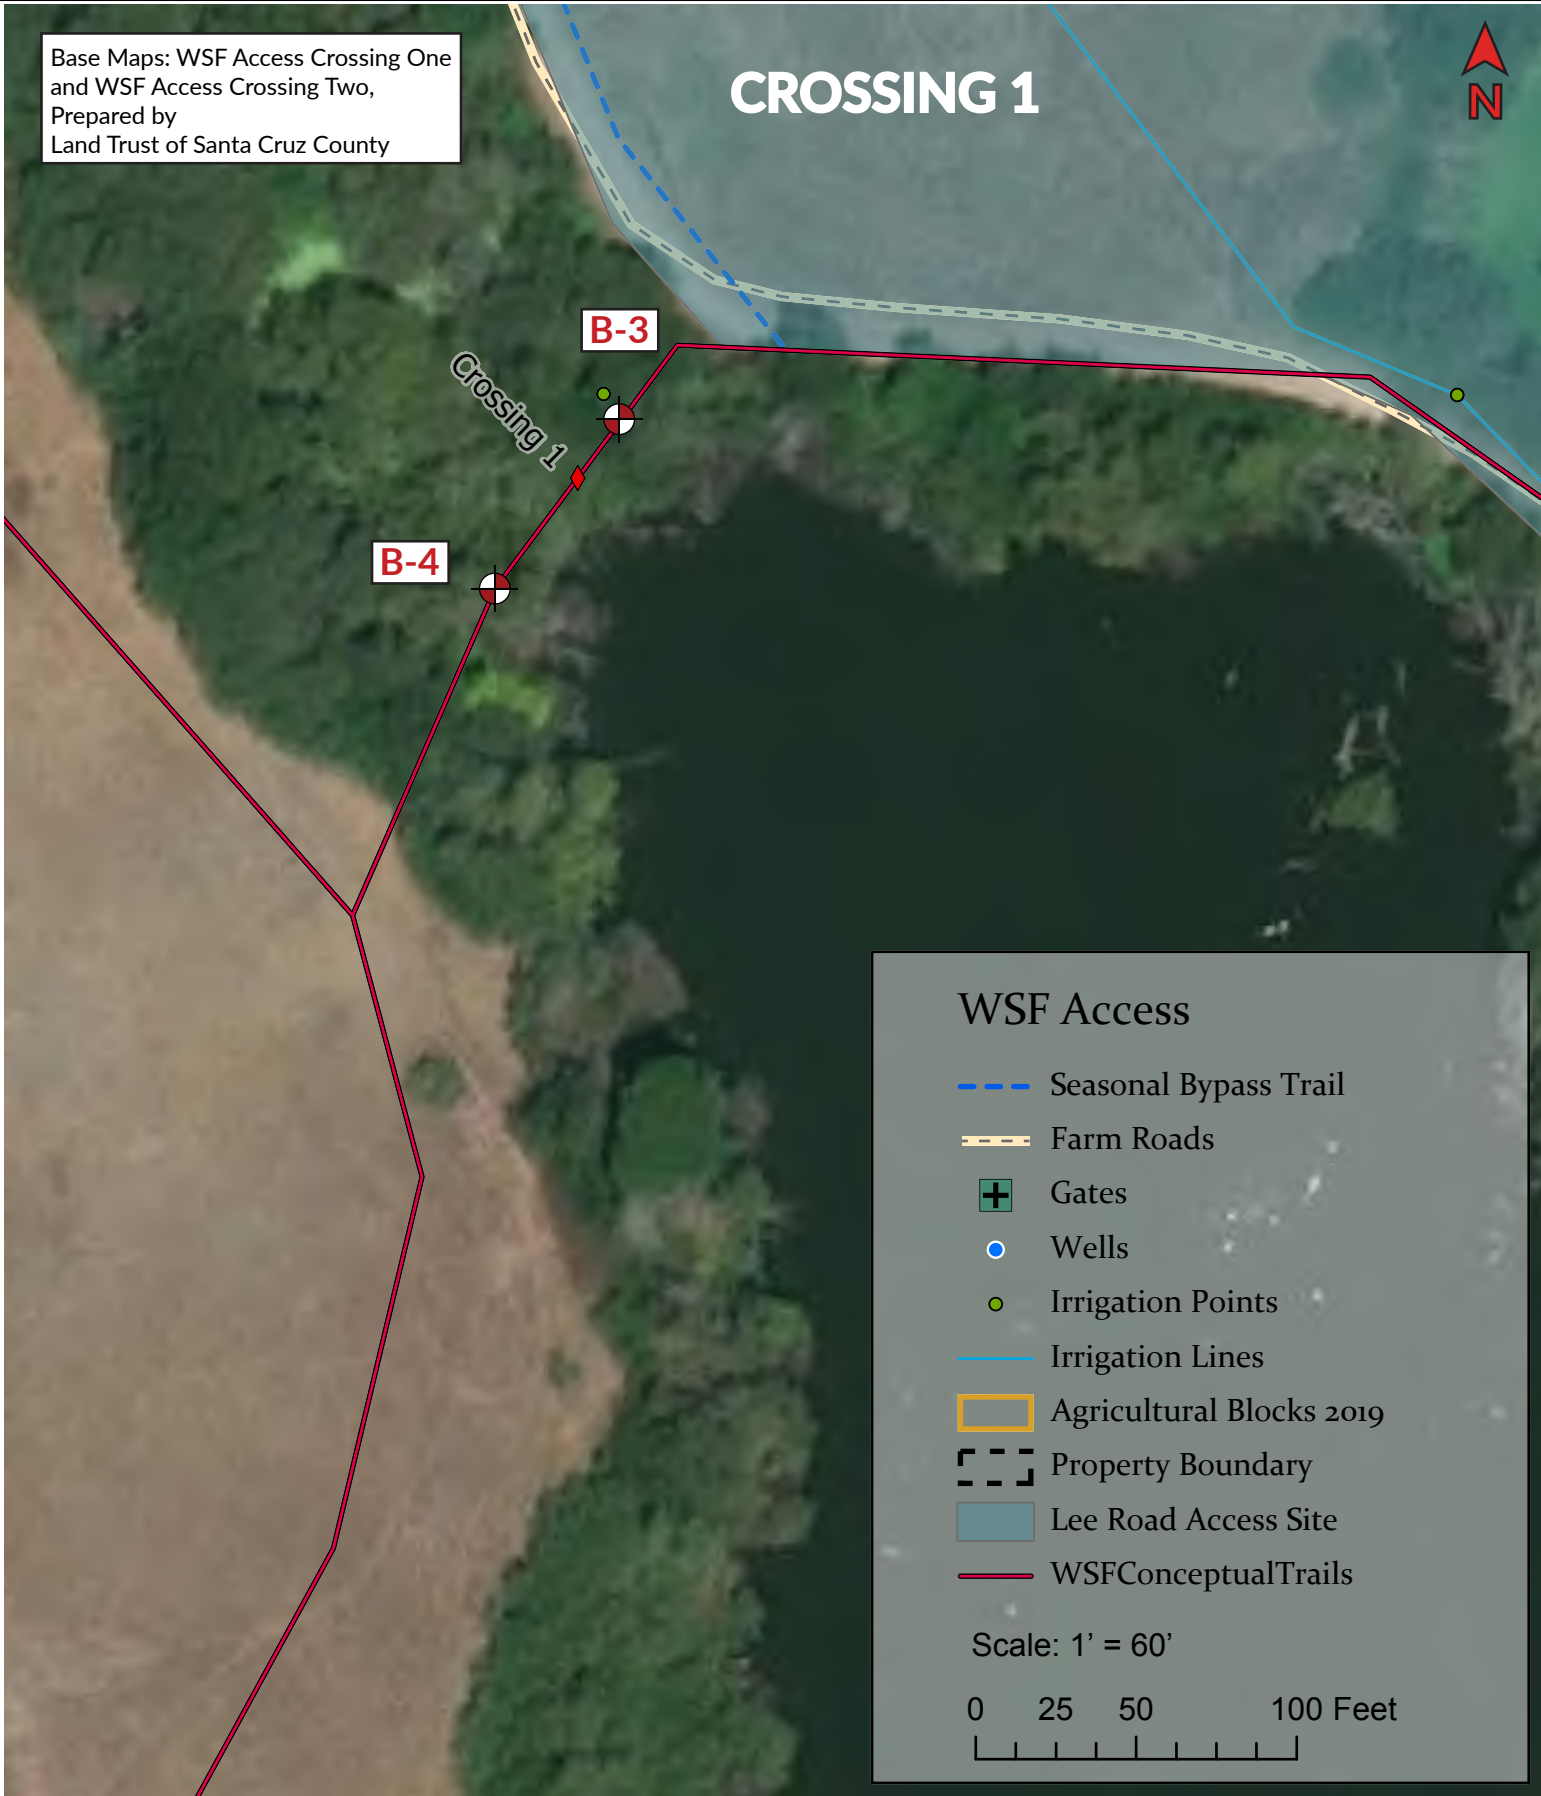 Base Maps: WSF Access Crossing One
and WSF Access Crossing Two,
Prepared by
Land Trust of Santa Cruz County
CROSSING 1
N
B-3
Crossing 1
B-4
WSF Access
Seasonal Bypass Trail
Farm Roads
Gates
Wells
Irrigation Points
Irrigation Lines
Agricultural Blocks 2019
Property Boundary
Lee Road Access Site
WSFConceptualTrails
Scale: 1’ = 60’
0 25 50 100 Feet